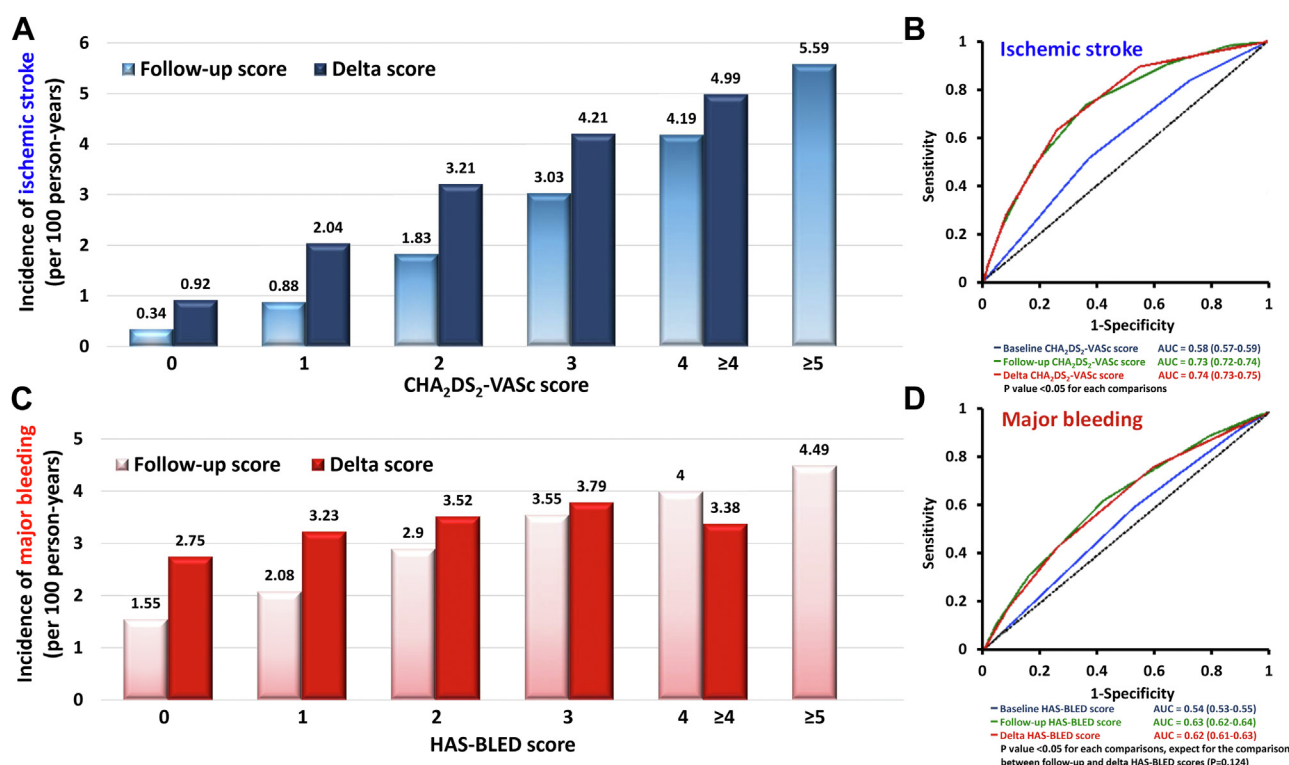 A
Incidence of ischemic stroke
(per 100 person-years)
6
5
4
3
2
1
0
Follow-up score
Delta score
0.34
0.92
0.88
2.04
1.83
3.21
3.03
4.21
4.19
4.99
5.59
0
1
2
3
4
≥4
≥5
CHA₂DS₂-VASc score
B
Ischemic stroke
Sensitivity
1
0.8
0.6
0.4
0.2
0
0
0.2
0.4
0.6
0.8
1
1-Specificity
Baseline CHA₂DS₂-VASc score AUC = 0.58 (0.57-0.59)
Follow-up CHA₂DS₂-VASc score AUC = 0.73 (0.72-0.74)
Delta CHA₂DS₂-VASc score AUC = 0.74 (0.73-0.75)
P value <0.05 for each comparisons
C
Incidence of major bleeding
(per 100 person-years)
5
4
3
2
1
0
Follow-up score
Delta score
1.55
2.75
2.08
3.23
2.9
3.52
3.55
3.79
4
3.38
4.49
0
1
2
3
4
≥4
≥5
HAS-BLED score
D
Major bleeding
Sensitivity
1
0.8
0.6
0.4
0.2
0
0
0.2
0.4
0.6
0.8
1
1-Specificity
Baseline HAS-BLED score AUC = 0.54 (0.53-0.55)
Follow-up HAS-BLED score AUC = 0.63 (0.62-0.64)
Delta HAS-BLED score AUC = 0.62 (0.61-0.63)
P value <0.05 for each comparisons, expect for the comparison
between follow-up and delta HAS-BLED scores (P=0.124)